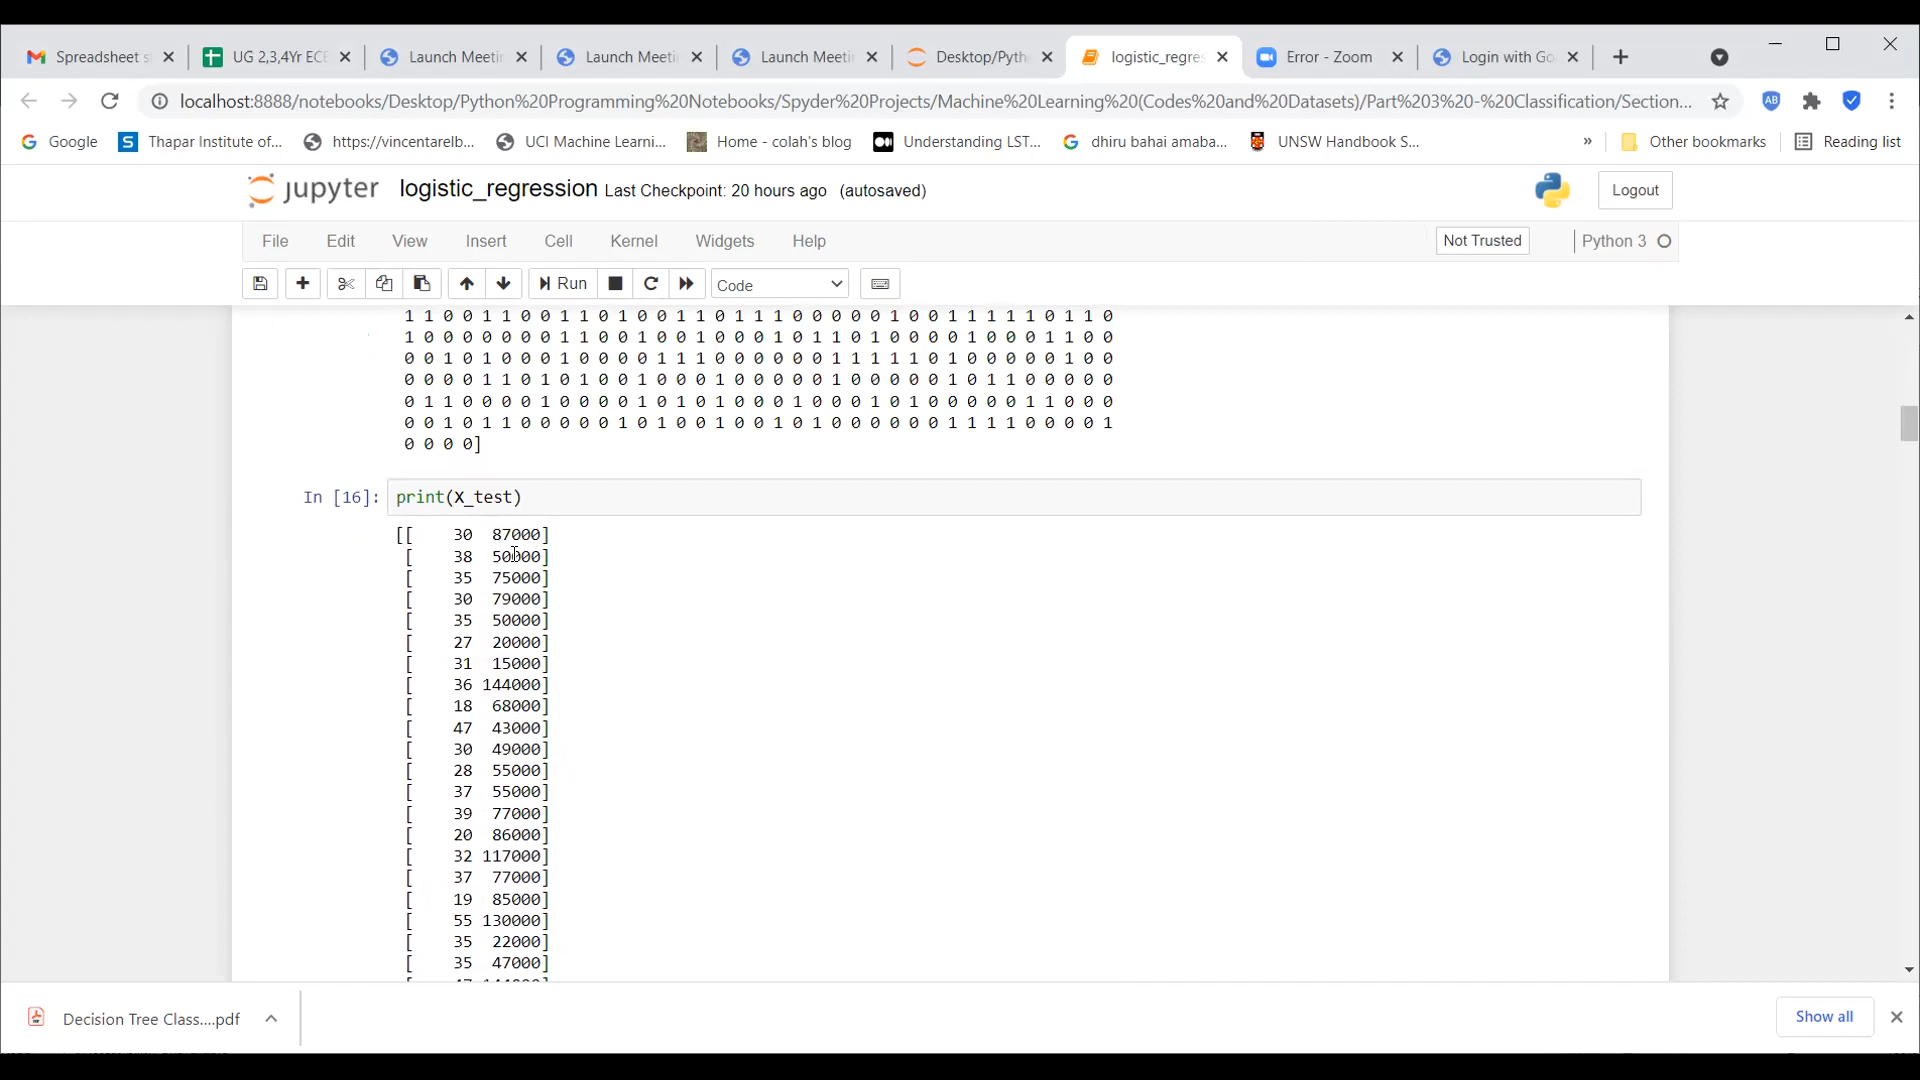 Spreadsheet s
UG 2,3,4Yr ECE
Launch Meetin
Launch Meetin
Launch Meetin
Desktop/Pyth
logistic_regres
Error - Zoom
Login with Go
localhost:8888/notebooks/Desktop/Python%20Programming%20Notebooks/Spyder%20Projects/Machine%20Learning%20(Codes%20and%20Datasets)/Part%203%20-%20Classification/Section...
Google
Thapar Institute of...
https://vincentarelb...
UCI Machine Learni...
Home - colah's blog
Understanding LST...
dhiru bahai amaba...
UNSW Handbook S...
»
Other bookmarks
Reading list
jupyter logistic_regression Last Checkpoint: 20 hours ago (autosaved)
Logout
File Edit View Insert Cell Kernel Widgets Help
Not Trusted
Python 3
Run
Code
1 1 0 0 1 1 0 0 1 1 0 1 0 0 1 1 0 1 1 1 0 0 0 0 0 1 0 0 1 1 1 1 1 0 1 1 0
1 0 0 0 0 0 0 0 1 1 0 0 1 0 0 1 0 0 0 1 0 1 1 0 1 0 0 0 0 1 0 0 0 1 1 0 0
0 0 1 0 1 0 0 0 1 0 0 0 0 1 1 1 0 0 0 0 0 0 1 1 1 1 1 0 1 0 0 0 0 0 1 0 0
0 0 0 0 1 1 0 1 0 1 0 0 1 0 0 0 1 0 0 0 0 0 1 0 0 0 0 0 1 0 1 1 0 0 0 0 0
0 1 1 0 0 0 0 1 0 0 0 0 1 0 1 0 1 0 0 0 1 0 0 0 1 0 1 0 0 0 0 0 1 1 0 0 0
0 0 1 0 1 1 0 0 0 0 0 1 0 1 0 0 1 0 0 1 0 1 0 0 0 0 0 0 1 1 1 1 0 0 0 0 1
0 0 0 0]
In [16]: print(X_test)
[[ 30 87000]
[ 38 50000]
[ 35 75000]
[ 30 79000]
[ 35 50000]
[ 27 20000]
[ 31 15000]
[ 36 144000]
[ 18 68000]
[ 47 43000]
[ 30 49000]
[ 28 55000]
[ 37 55000]
[ 39 77000]
[ 20 86000]
[ 32 117000]
[ 37 77000]
[ 19 85000]
[ 55 130000]
[ 35 22000]
[ 35 47000]
Decision Tree Class....pdf
Show all